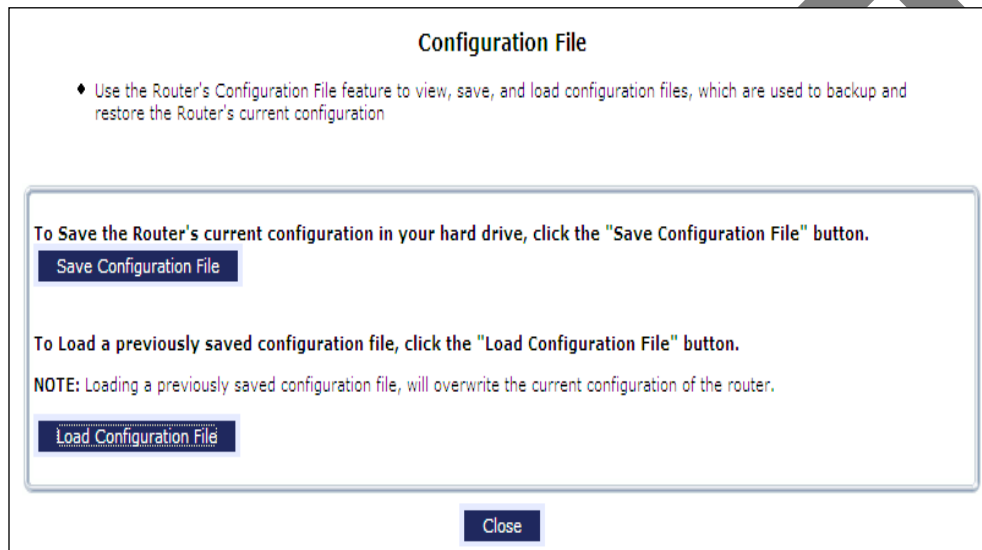 Configuration File
♦ Use the Router's Configuration File feature to view, save, and load configuration files, which are used to backup and
restore the Router's current configuration
To Save the Router's current configuration in your hard drive, click the "Save Configuration File" button.
Save Configuration File
To Load a previously saved configuration file, click the "Load Configuration File" button.
NOTE: Loading a previously saved configuration file, will overwrite the current configuration of the router.
Load Configuration File
Close